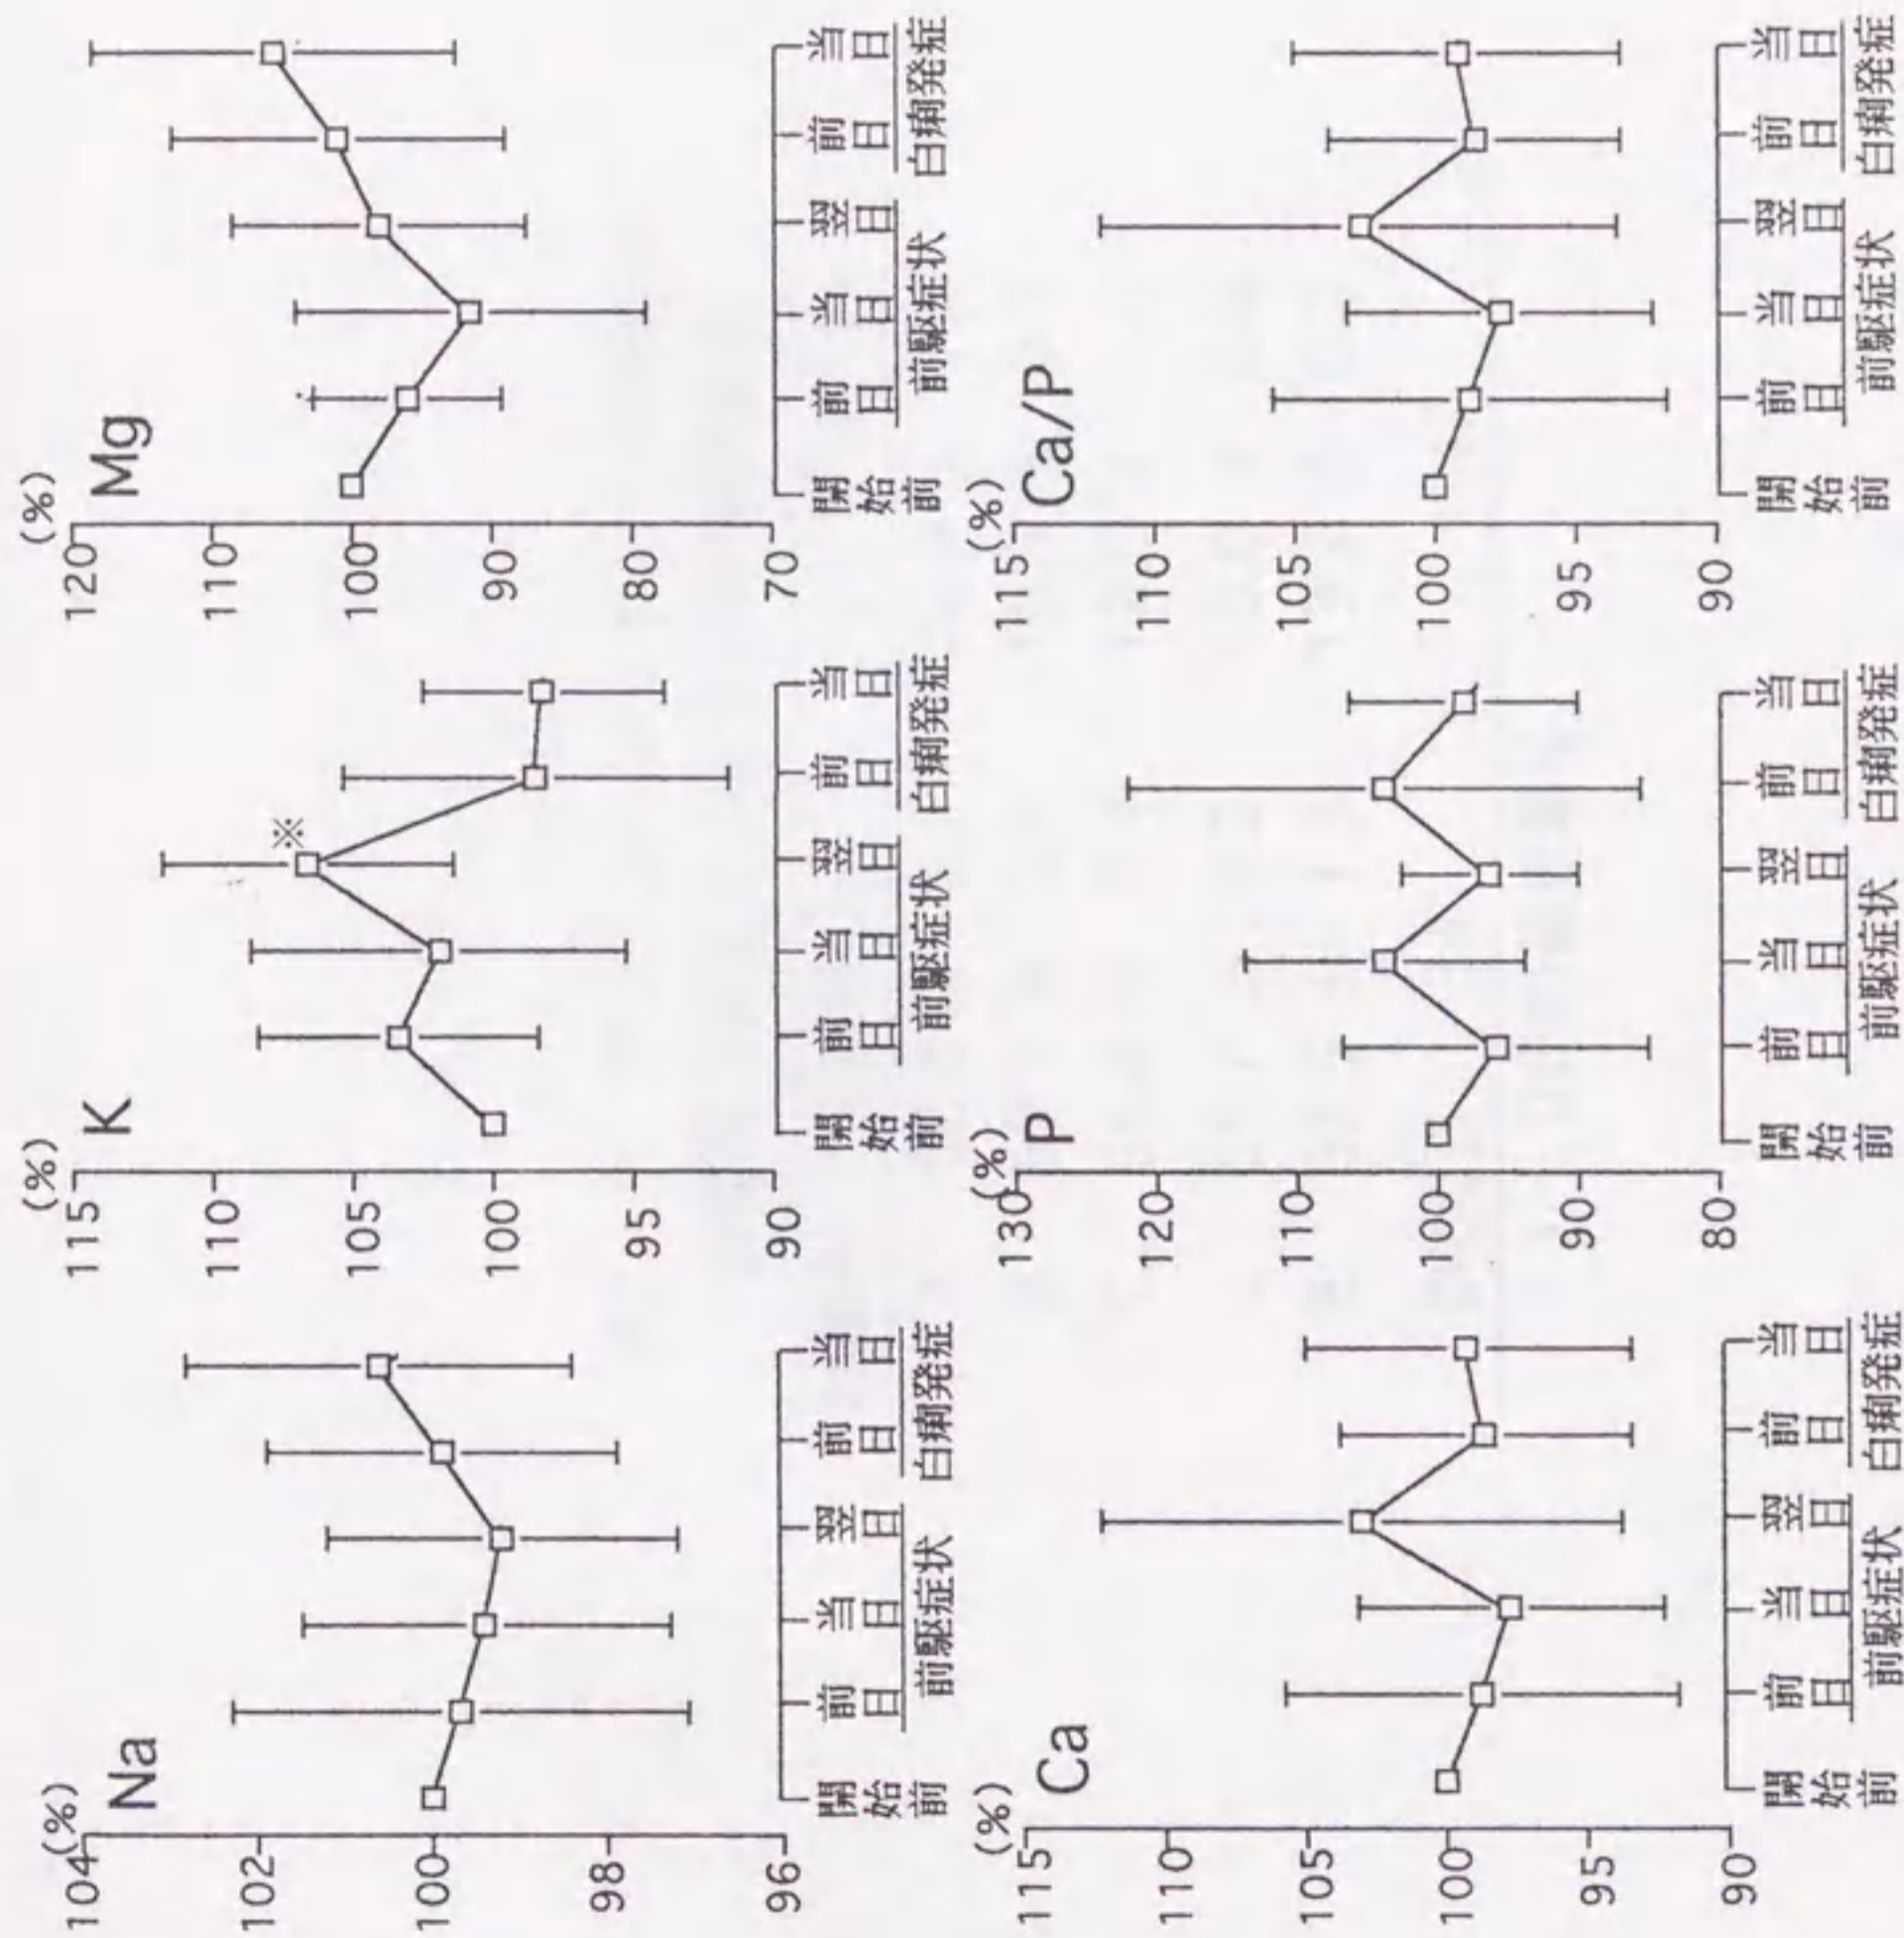 (%)
Na
104
102
100
98
96
開始前
前日
当日
翌日
前日
当日
前駆症状
白痢発症
(%)
K
115
110
105
100
95
90
※
開始前
前日
当日
翌日
前日
当日
前駆症状
白痢発症
(%)
Mg
120
110
100
90
80
70
開始前
前日
当日
翌日
前日
当日
前駆症状
白痢発症
(%)
Ca
115
110
105
100
95
90
開始前
前日
当日
翌日
前日
当日
前駆症状
白痢発症
(%)
P
130
120
110
100
90
80
開始前
前日
当日
翌日
前日
当日
前駆症状
白痢発症
(%)
Ca/P
115
110
105
100
95
90
開始前
前日
当日
翌日
前日
当日
前駆症状
白痢発症